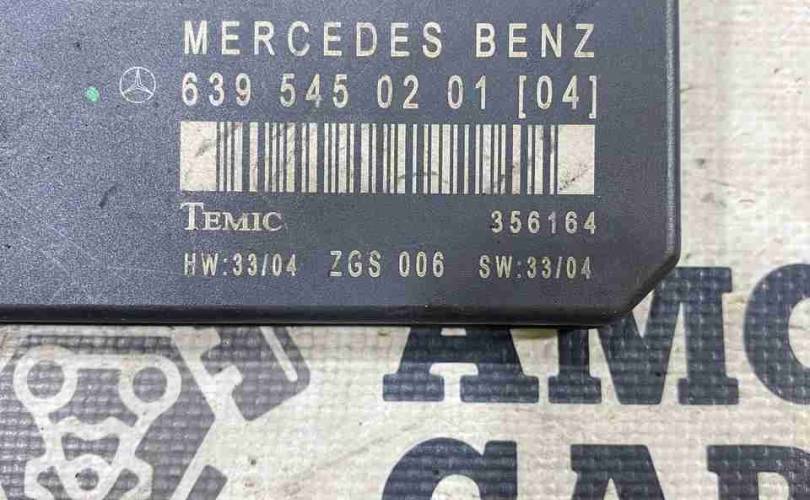 MERCEDES BENZ
639 545 02 01 [04]
TEMIC 356164
HW:33/04 ZGS 006 SW:33/04